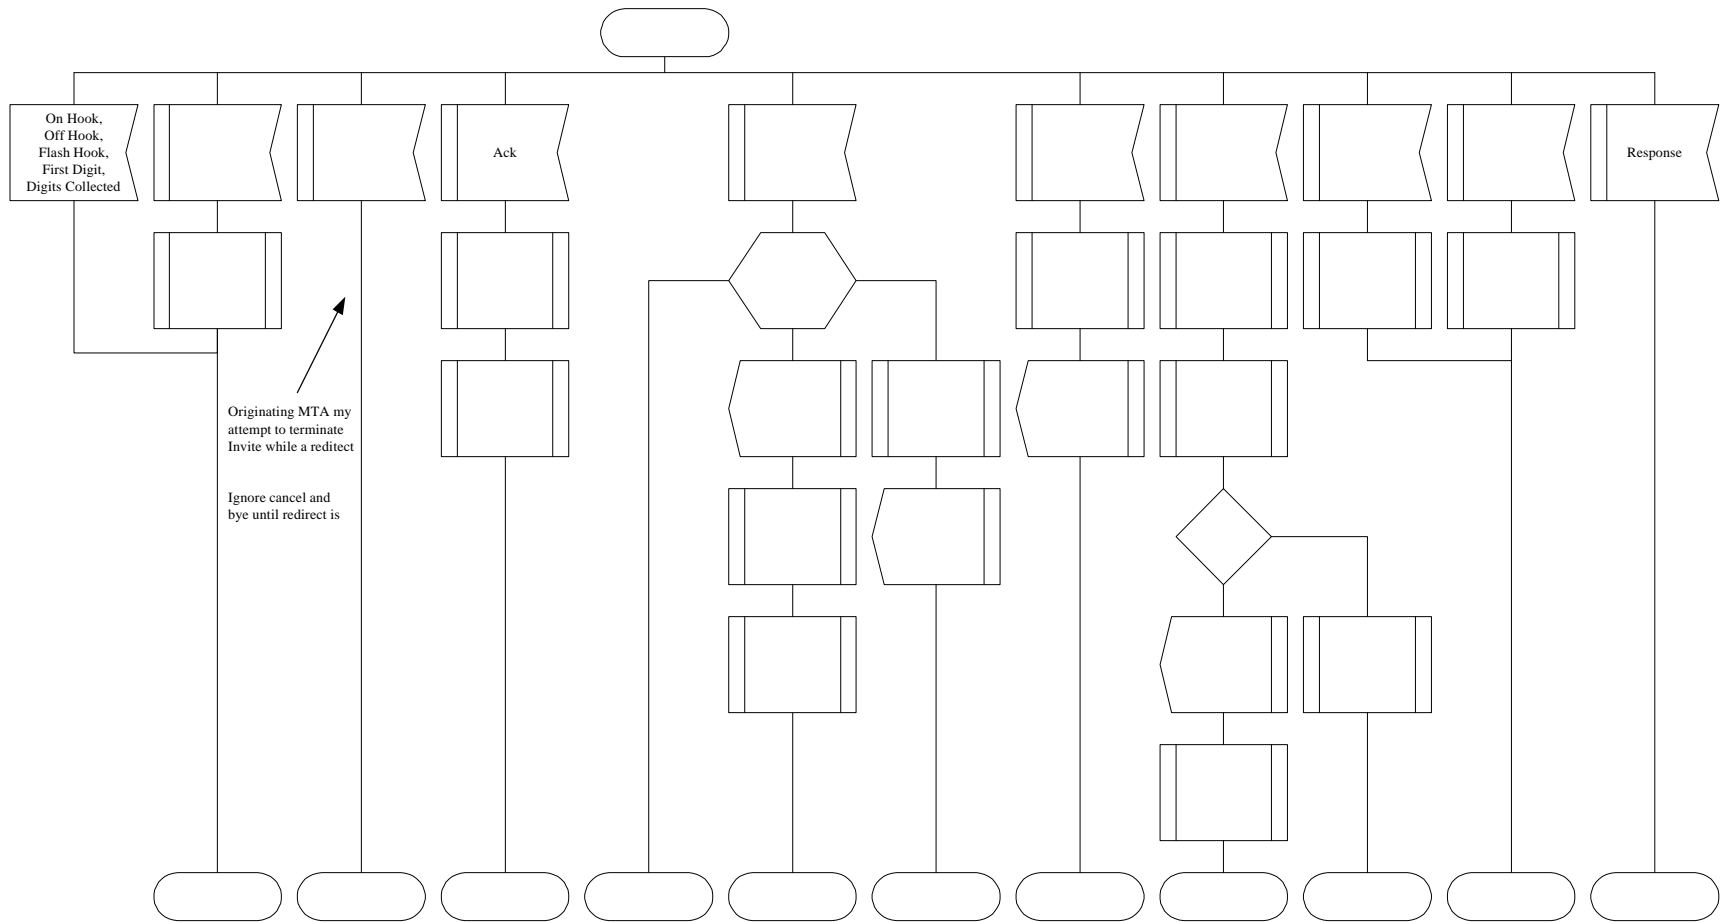 On Hook,
Off Hook,
Flash Hook,
First Digit,
Digits Collected
Ack
Response
Originating MTA my
attempt to terminate
Invite while a reditect
Ignore cancel and
bye until redirect is